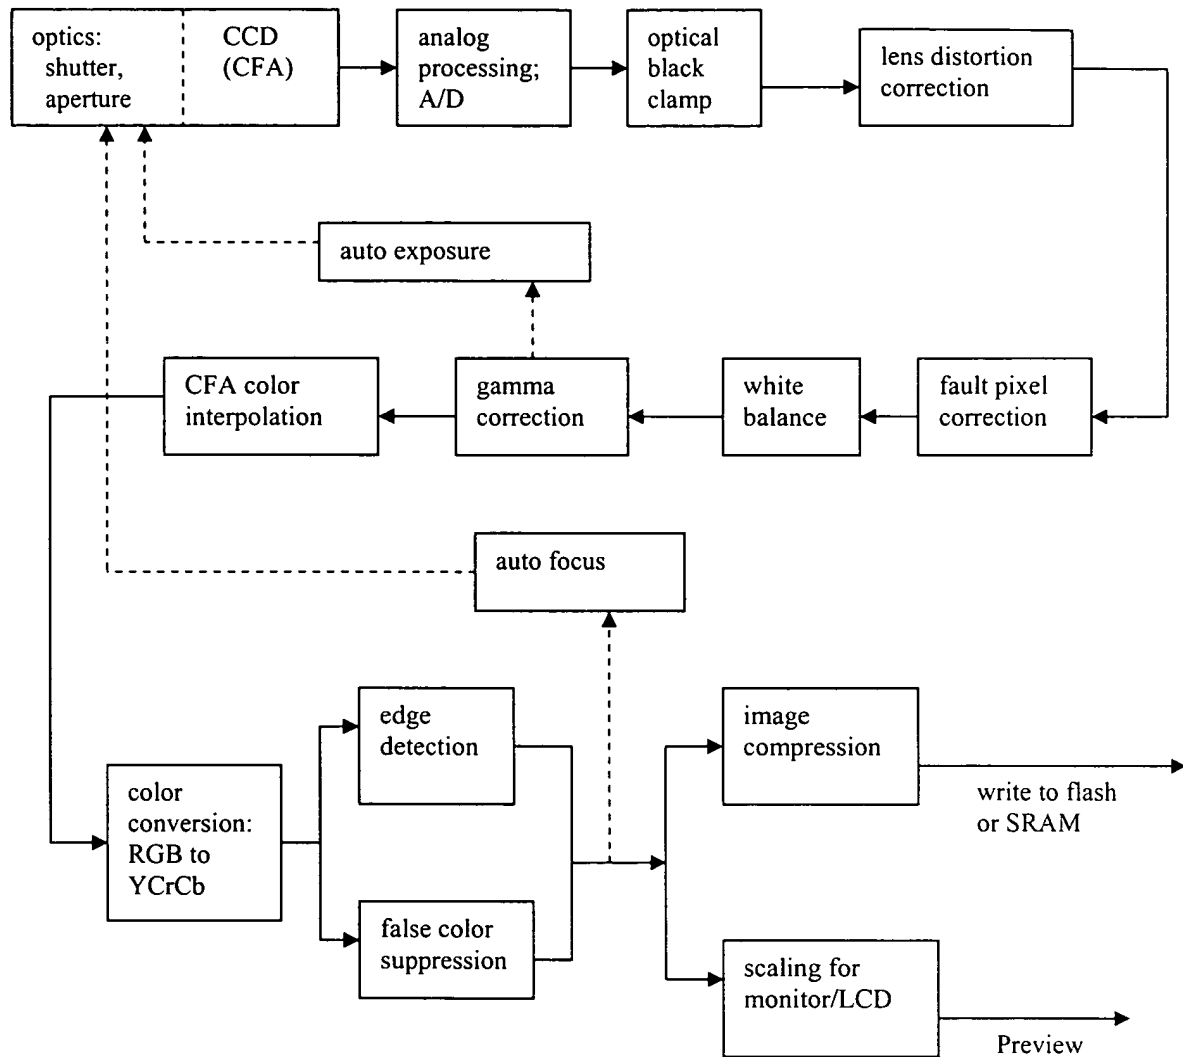 optics:
shutter,
aperture
CCD
(CFA)
analog
processing;
A/D
optical
black
clamp
lens distortion
correction
auto exposure
CFA color
interpolation
gamma
correction
white
balance
fault pixel
correction
auto focus
edge
detection
image
compression
color
conversion:
RGB to
YCrCb
write to flash
or SRAM
false color
suppression
scaling for
monitor/LCD
Preview